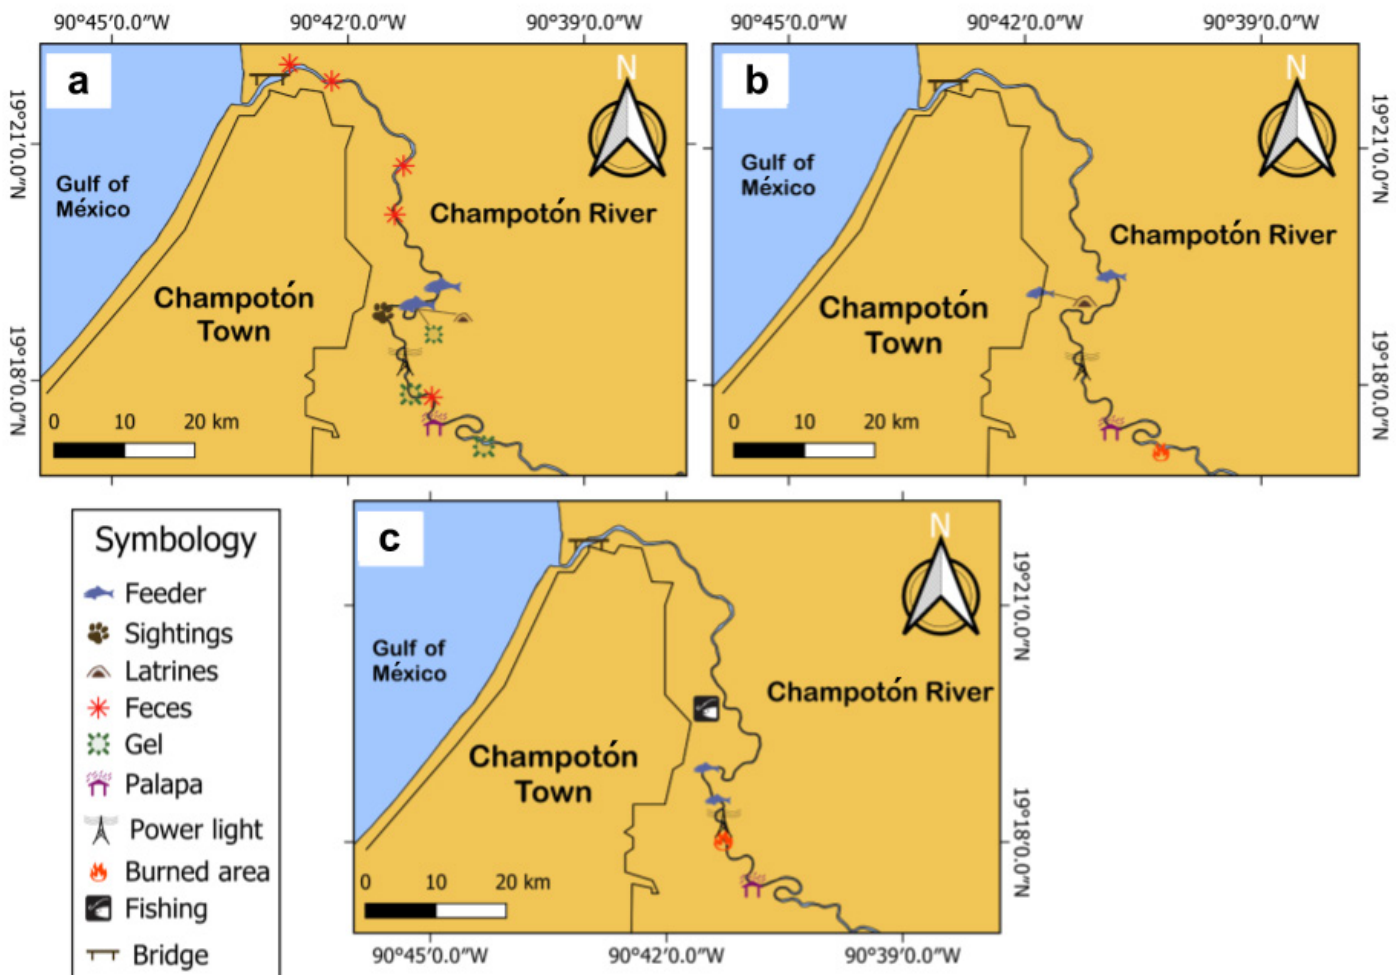 90°45'0.0"W 90°42'0.0"W 90°39'0.0"W
90°45'0.0"W 90°42'0.0"W 90°39'0.0"W
a
N
19°21'0.0"N
Gulf of
México
Champotón River
Champotón
Town
19°18'0.0"N
0 10 20 km
b
N
19°21'0.0"N
Gulf of
México
Champotón River
Champotón
Town
19°18'0.0"N
0 10 20 km
c
N
19°21'0.0"N
Gulf of
México
Champotón River
Champotón
Town
19°18'0.0"N
0 10 20 km
90°45'0.0"W 90°42'0.0"W 90°39'0.0"W
Symbology
Feeder
Sightings
Latrines
Feces
Gel
Palapa
Power light
Burned area
Fishing
Bridge